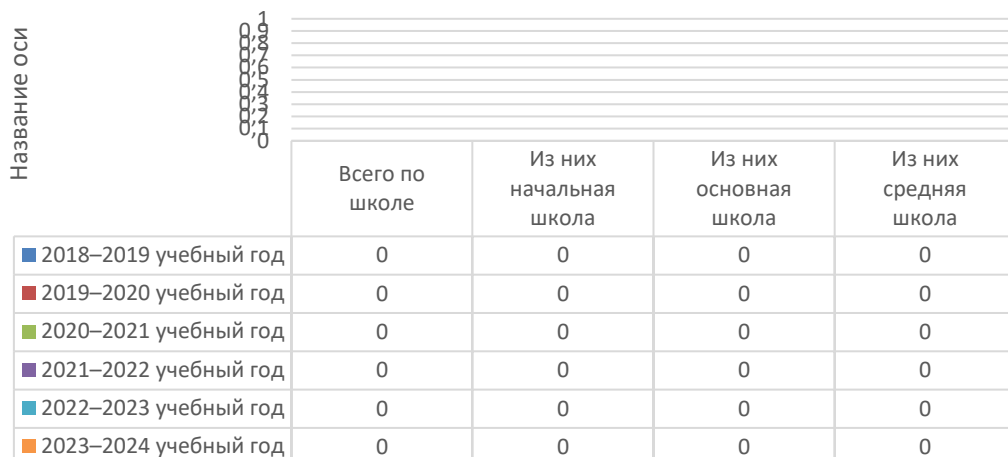 1
0,9
0,8
0,7
0,6
0,5
0,4
0,3
0,2
0,1
0
Название оси
Всего по школе
Из них начальная школа
Из них основная школа
Из них средняя школа
2018–2019 учебный год 0 0 0 0
2019–2020 учебный год 0 0 0 0
2020–2021 учебный год 0 0 0 0
2021–2022 учебный год 0 0 0 0
2022–2023 учебный год 0 0 0 0
2023–2024 учебный год 0 0 0 0